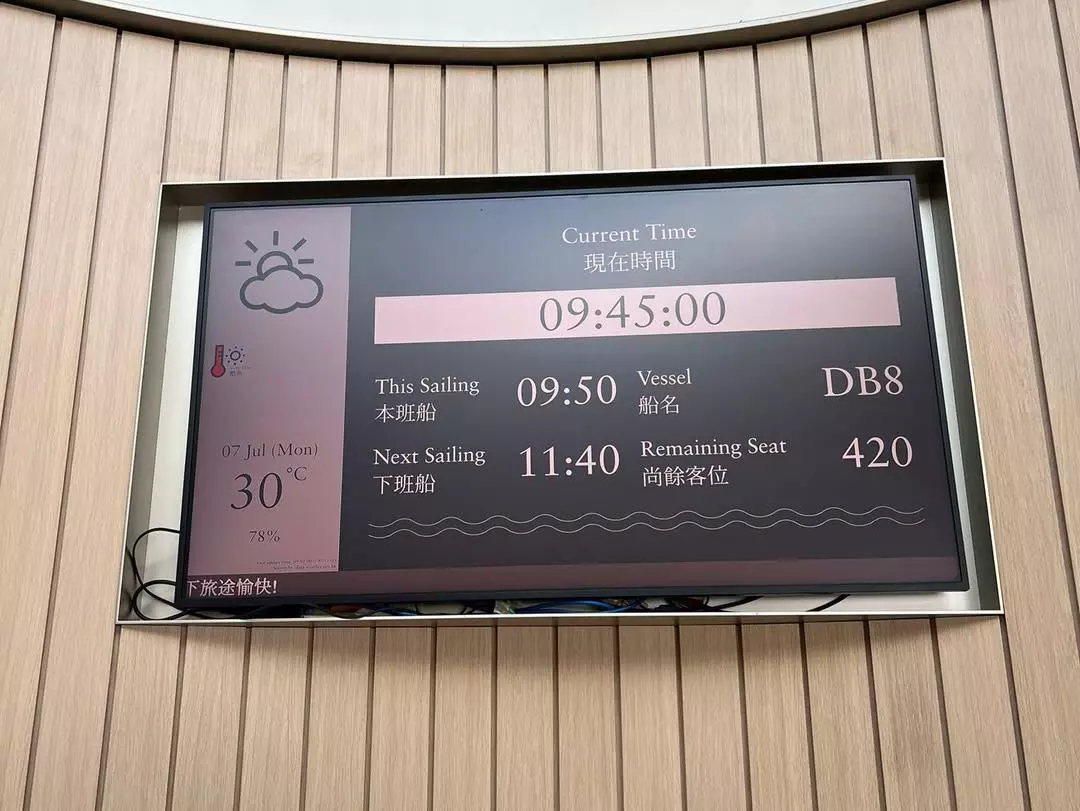 Current Time
現在時間
09:45:00
This Sailing 09:50 Vessel DB8
本班船 船名
Next Sailing 11:40 Remaining Seat 420
下班船 尚餘客位
酷熱
07 Jul (Mon)
30°C
78%
下旅途愉快!